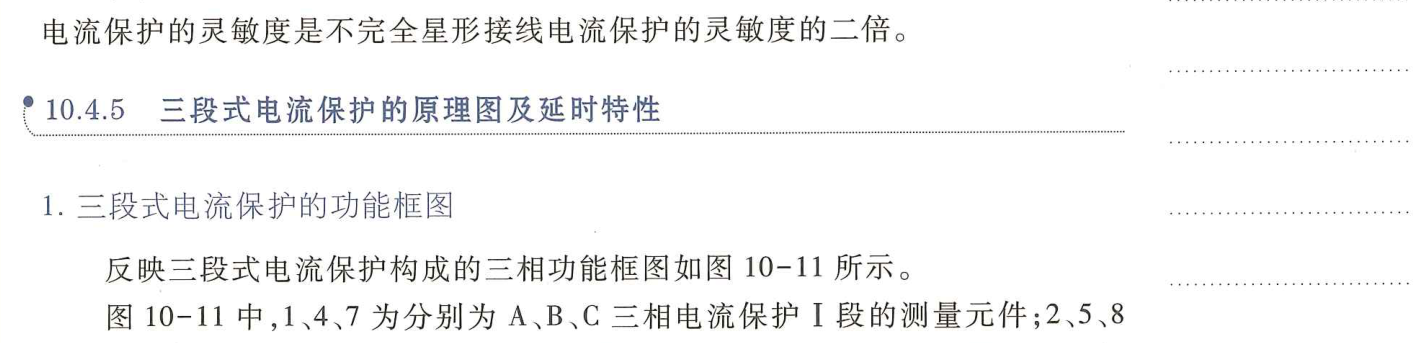 电流保护的灵敏度是不完全星形接线电流保护的灵敏度的二倍。
10.4.5 三段式电流保护的原理图及延时特性
1. 三段式电流保护的功能框图
反映三段式电流保护构成的三相功能框图如图 10-11 所示。
图 10-11 中,1、4、7 为分别为 A、B、C 三相电流保护 Ⅰ 段的测量元件;2、5、8